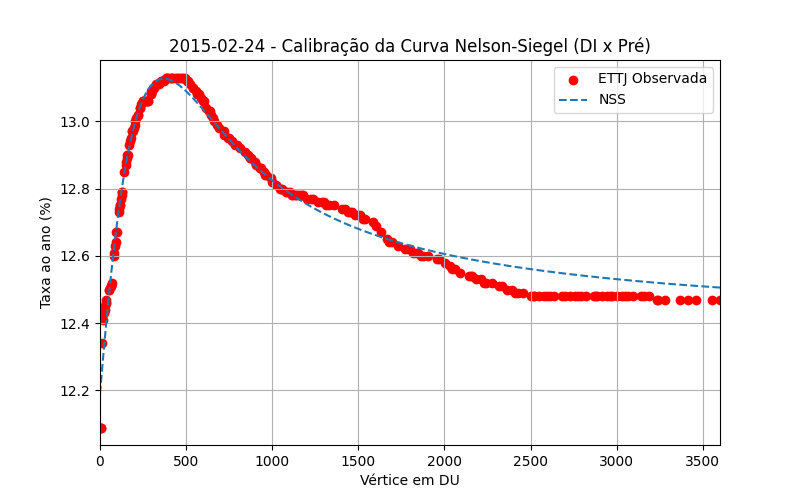 2015-02-24 - Calibração da Curva Nelson-Siegel (DI x Pré)
ETTJ Observada
NSS
Taxa ao ano (%)
13.0
12.8
12.6
12.4
12.2
0 500 1000 1500 2000 2500 3000 3500
Vértice em DU